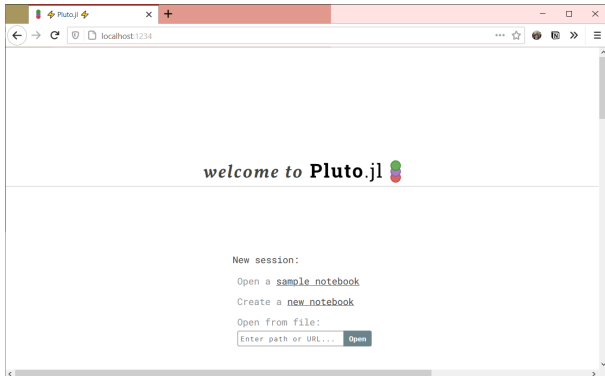 ⚡ Pluto.jl ⚡
localhost:1234
welcome to Pluto.jl
New session:
Open a sample notebook
Create a new notebook
Open from file:
Enter path or URL... Open